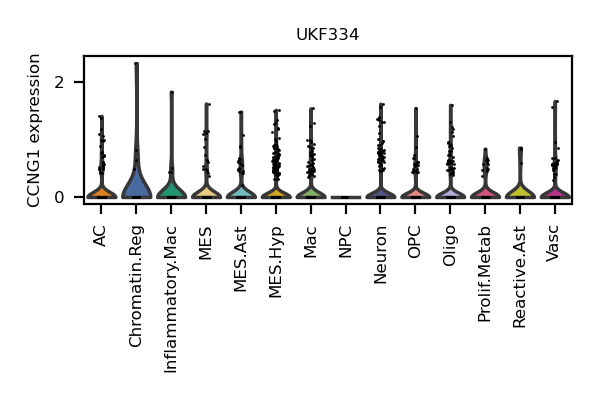 UKF334
CCNG1 expression
2
0
AC
Chromatin.Reg
Inflammatory.Mac
MES
MES.Ast
MES.Hyp
Mac
NPC
Neuron
OPC
Oligo
Prolif.Metab
Reactive.Ast
Vasc